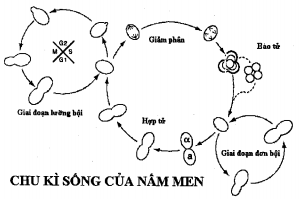 G2
M S
G1
Giảm phân
Bào tử
Giai đoạn lưỡng bội
Hợp tử
α
a
Giai đoạn đơn bội
CHU KÌ SỐNG CỦA NẤM MEN